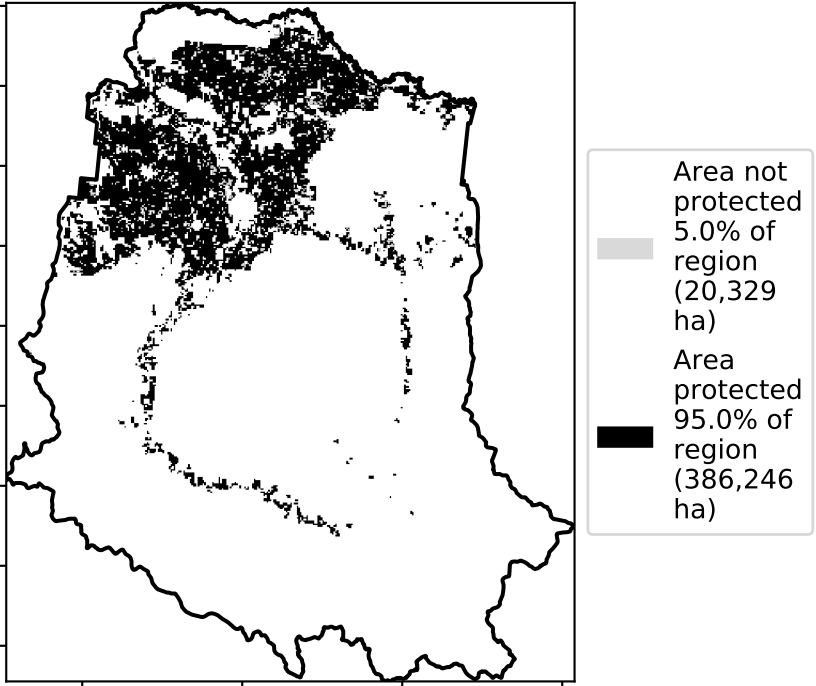 Area not
protected
5.0% of
region
(20,329
ha)
Area
protected
95.0% of
region
(386,246
ha)